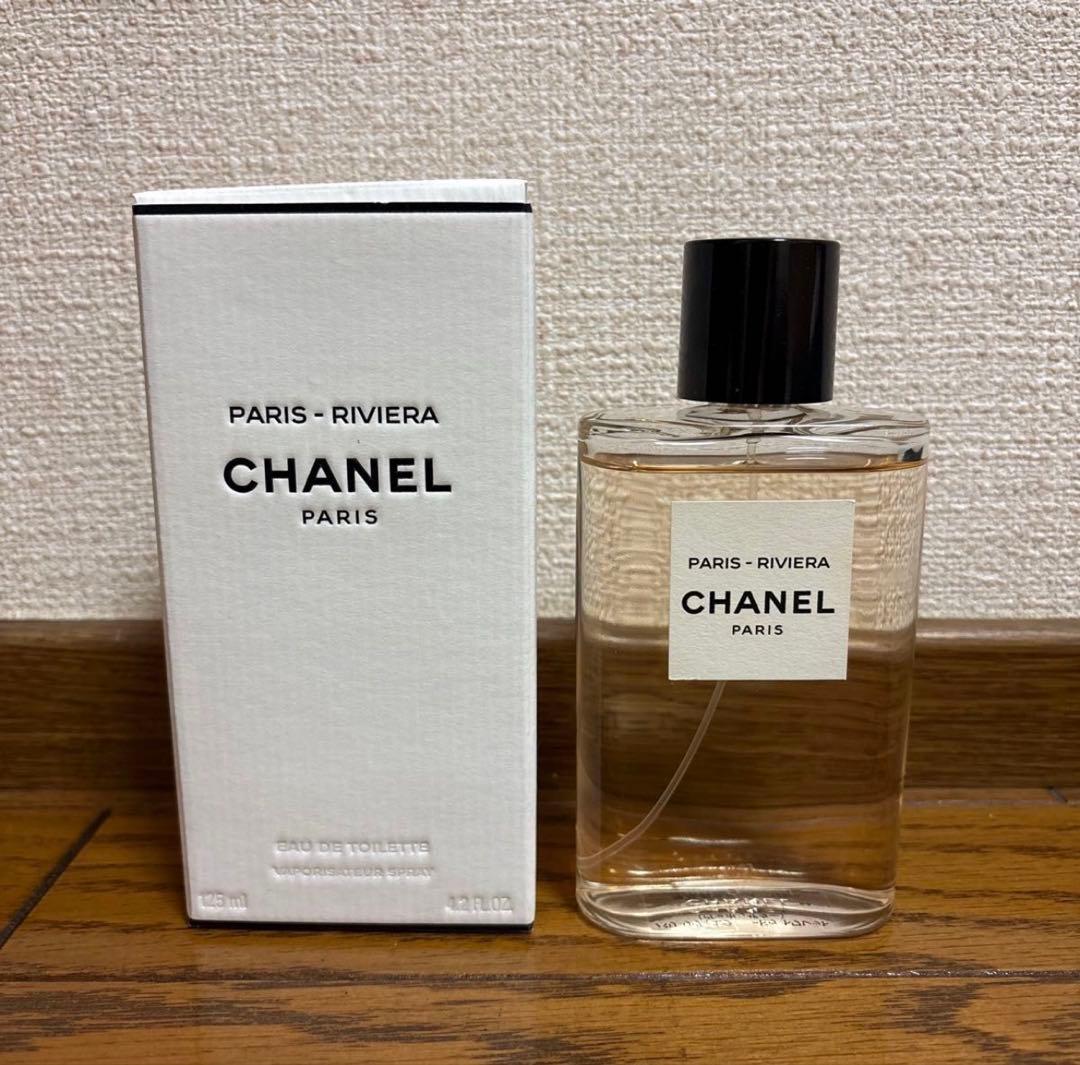 PARIS - RIVIERA
CHANEL
PARIS
EAU DE TOILETTE
VAPORISATEUR SPRAY
125 ml
4.2 FL.OZ.
PARIS - RIVIERA
CHANEL
PARIS